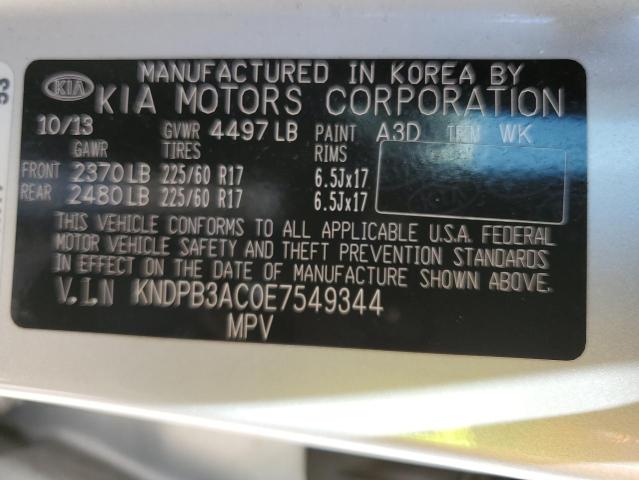 MANUFACTURED IN KOREA BY
KIA KIA MOTORS CORPORATION
10/13 GVWR 4497 LB PAINT A3D TRIM WK
GAWR TIRES RIMS
FRONT 2370 LB 225/60 R17 6.5Jx17
REAR 2480 LB 225/60 R17 6.5Jx17
THIS VEHICLE CONFORMS TO ALL APPLICABLE U.S.A. FEDERAL
MOTOR VEHICLE SAFETY AND THEFT PREVENTION STANDARDS
IN EFFECT ON THE DATE OF MANUFACTURE SHOWN ABOVE.
V.I.N KNDPB3AC0E7549344
MPV